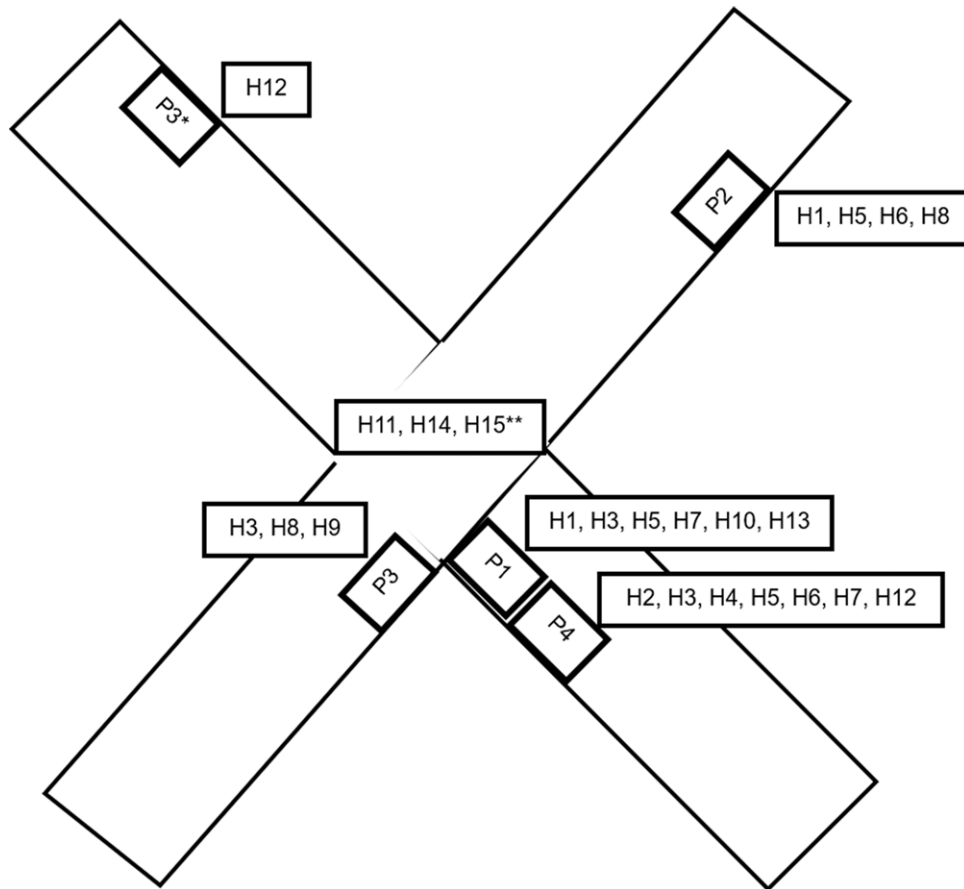 P3*
H12
P2
H1, H5, H6, H8
H11, H14, H15**
H3, H8, H9
P3
P1
H1, H3, H5, H7, H10, H13
P4
H2, H3, H4, H5, H6, H7, H12